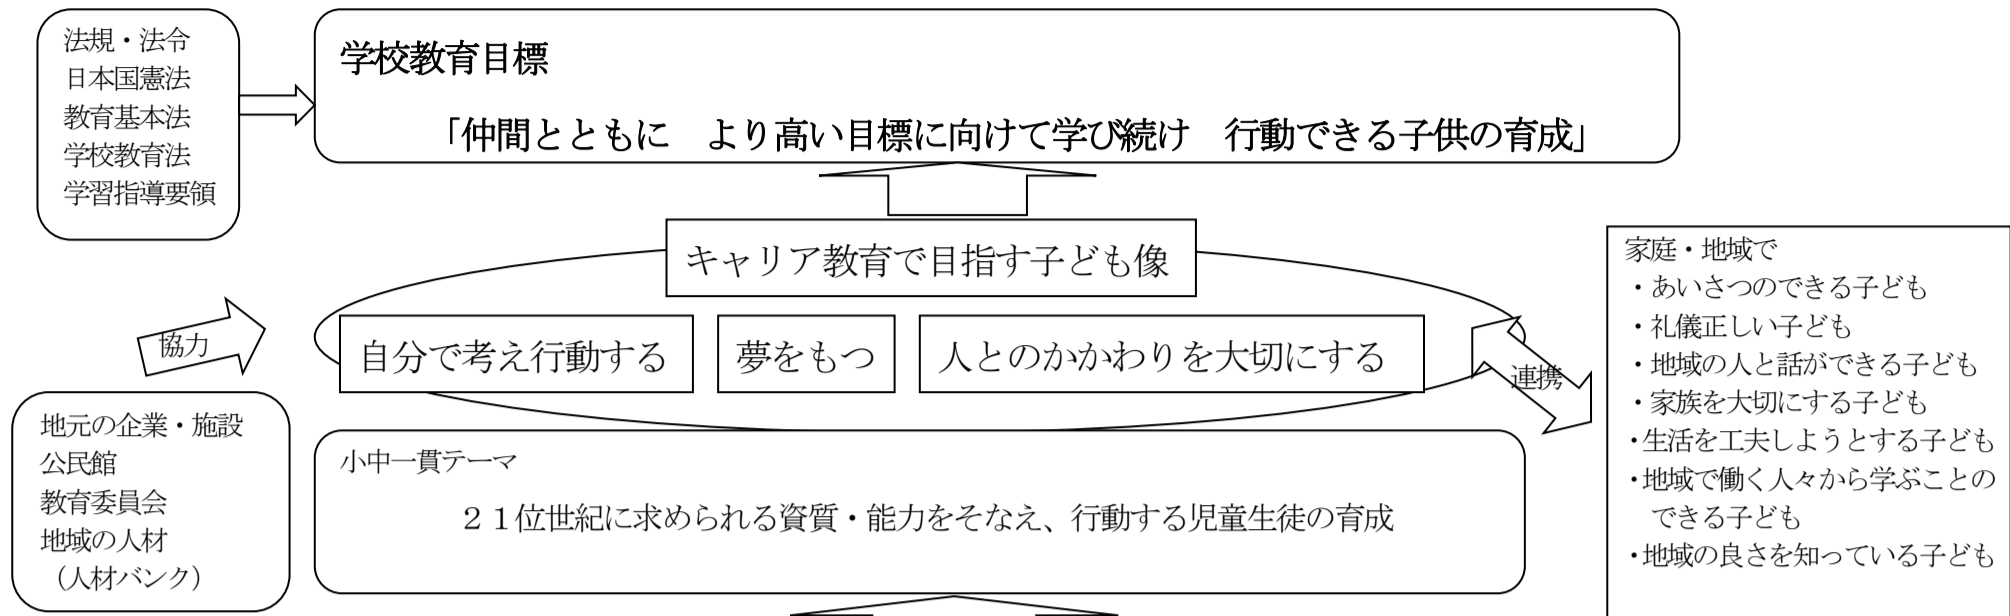 法規・法令
日本国憲法
教育基本法
学校教育法
学習指導要領
学校教育目標
「仲間とともに　より高い目標に向けて学び続け　行動できる子供の育成」
キャリア教育で目指す子ども像
自分で考え行動する
夢をもつ
人とのかかわりを大切にする
協力
連携
地元の企業・施設
公民館
教育委員会
地域の人材
（人材バンク）
小中一貫テーマ
２１位世紀に求められる資質・能力をそなえ、行動する児童生徒の育成
家庭・地域で
・あいさつのできる子ども
・礼儀正しい子ども
・地域の人と話ができる子ども
・家族を大切にする子ども
・生活を工夫しようとする子ども
・地域で働く人々から学ぶことの
できる子ども
・地域の良さを知っている子ども